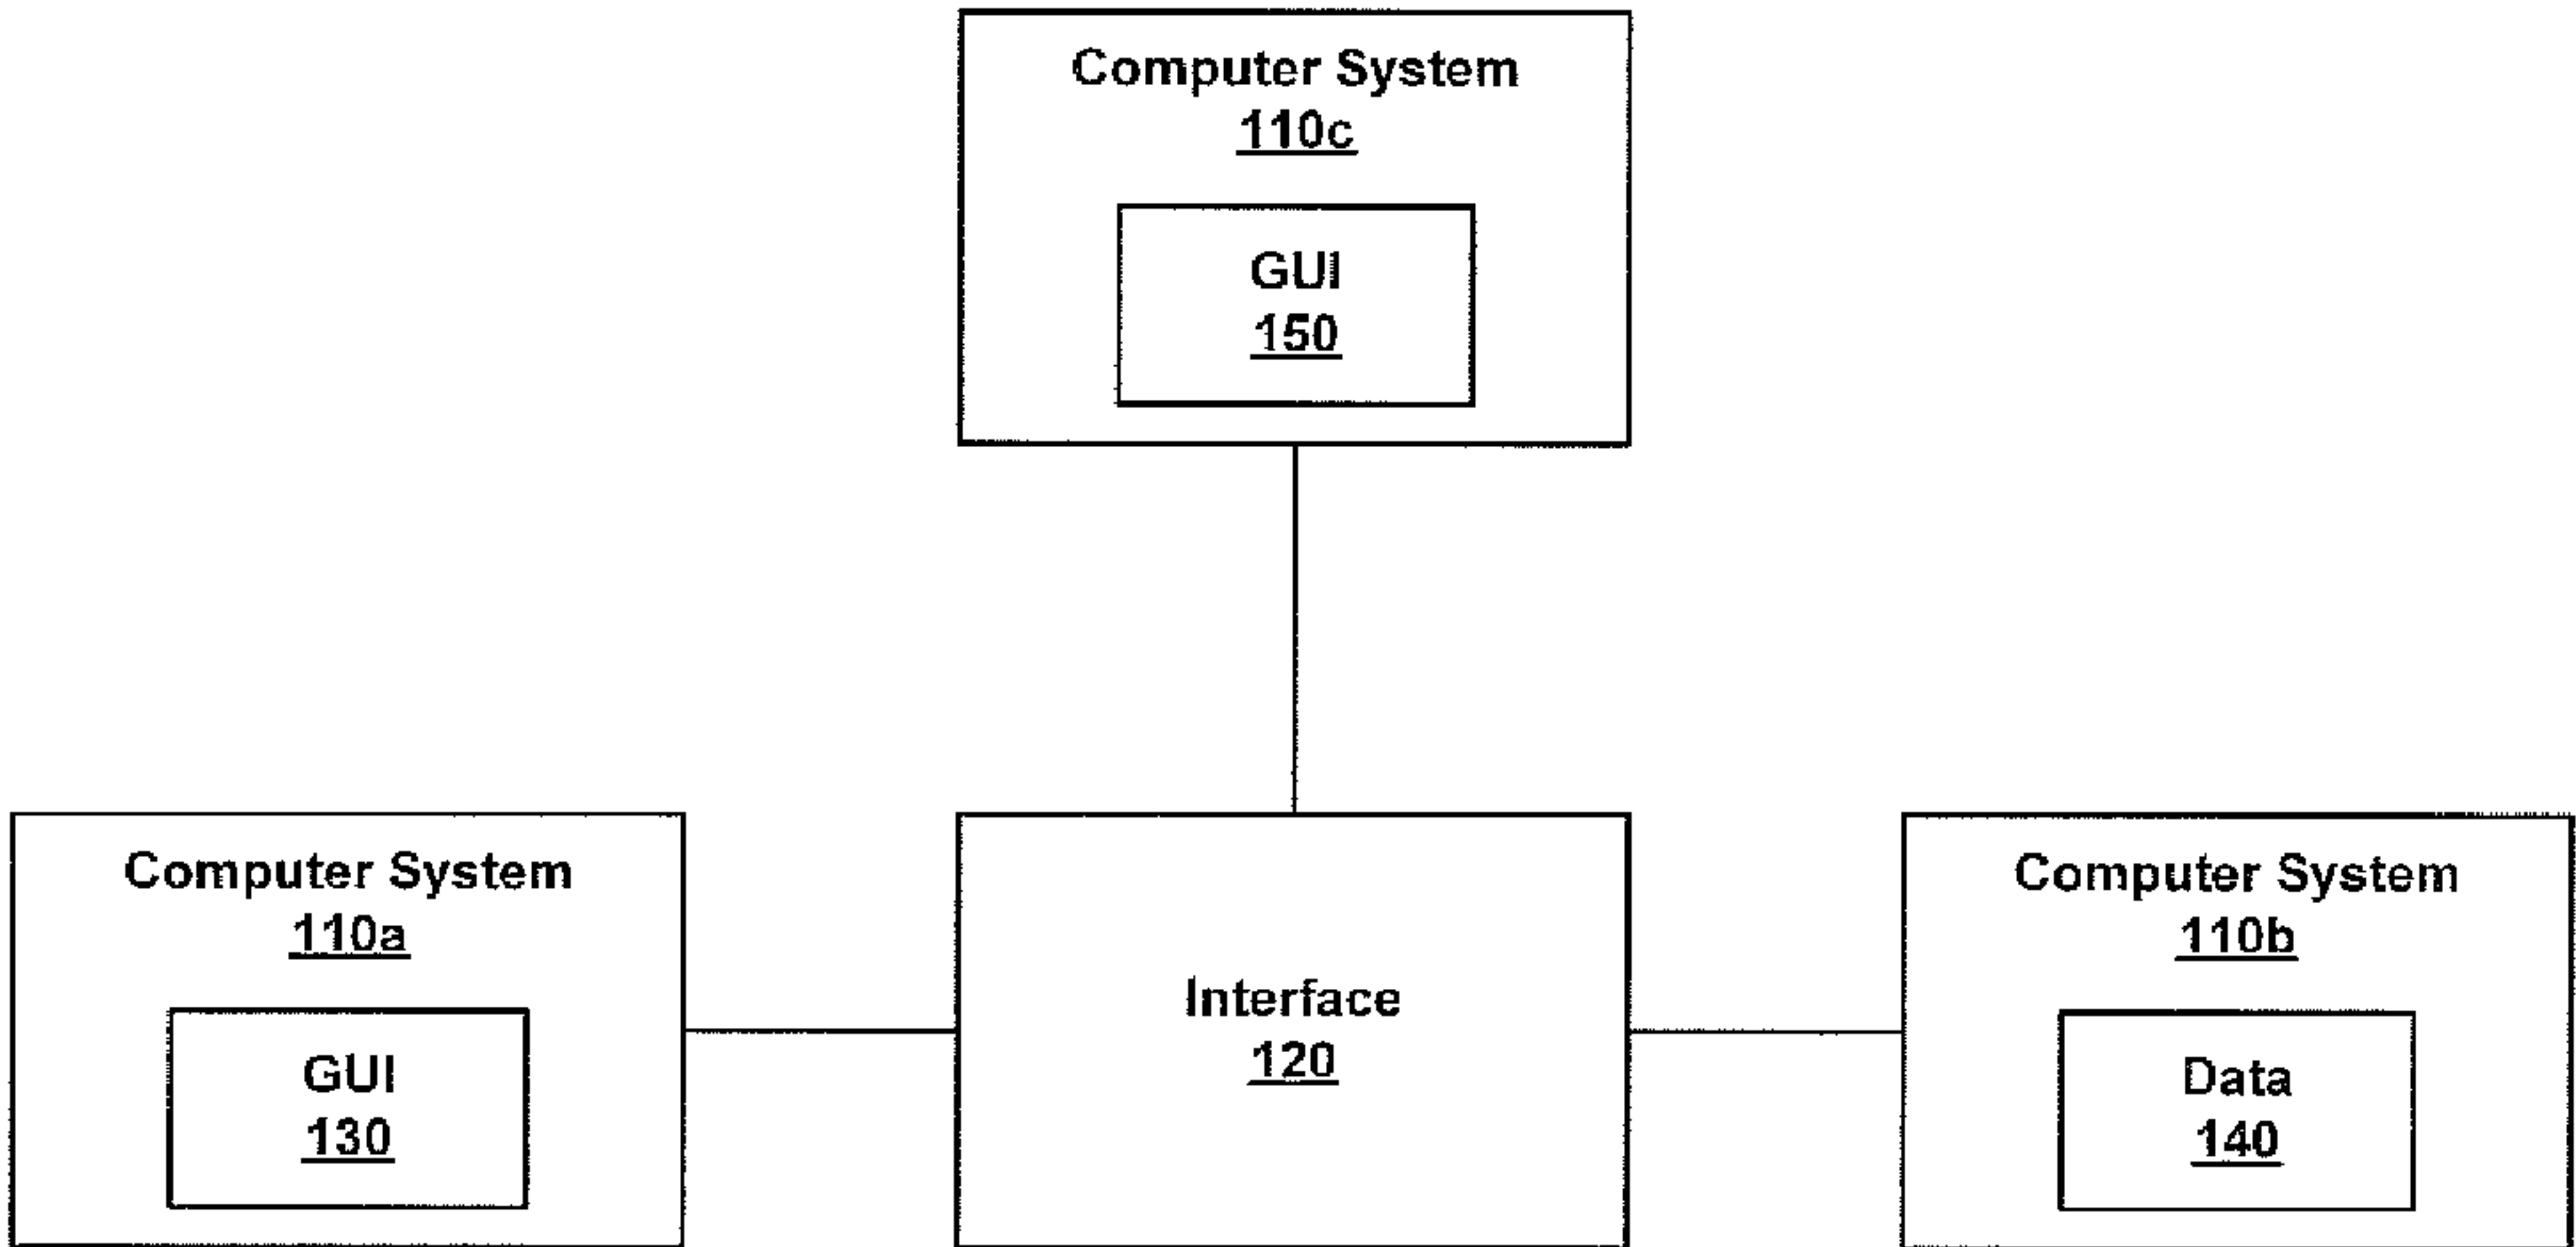 Computer System
110c
GUI
150
Computer System
110a
GUI
130
Interface
120
Computer System
110b
Data
140